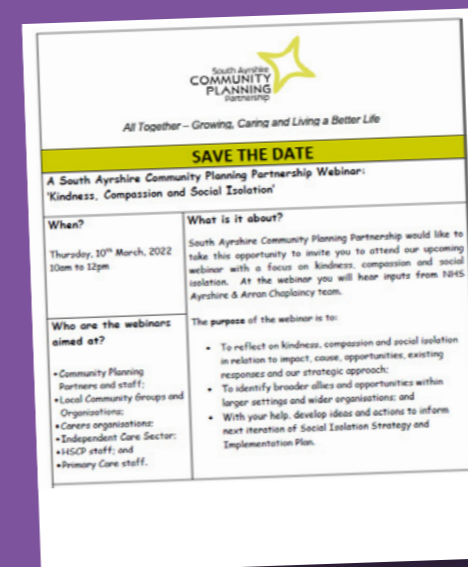 South Ayrshire
COMMUNITY
PLANNING
Partnership
All Together – Growing, Caring and Living a Better Life
SAVE THE DATE
A South Ayrshire Community Planning Partnership Webinar:
'Kindness, Compassion and Social Isolation'
When?
Thursday, 10th March, 2022
10am to 12pm
What is it about?
South Ayrshire Community Planning Partnership would like to
take this opportunity to invite you to attend our upcoming
webinar with a focus on kindness, compassion and social
isolation. At the webinar you will hear inputs from NHS
Ayrshire & Arran Chaplaincy team.
Who are the webinars
aimed at?
•Community Planning
Partners and staff;
•Local Community Groups and
Organisations;
•Carers organisations;
•Independent Care Sector;
•HSCP staff; and
•Primary Care staff.
The purpose of the webinar is to:
• To reflect on kindness, compassion and social isolation
in relation to impact, cause, opportunities, existing
responses and our strategic approach;
• To identify broader allies and opportunities within
larger settings and wider organisations; and
• With your help, develop ideas and actions to inform
next iteration of Social Isolation Strategy and
Implementation Plan.